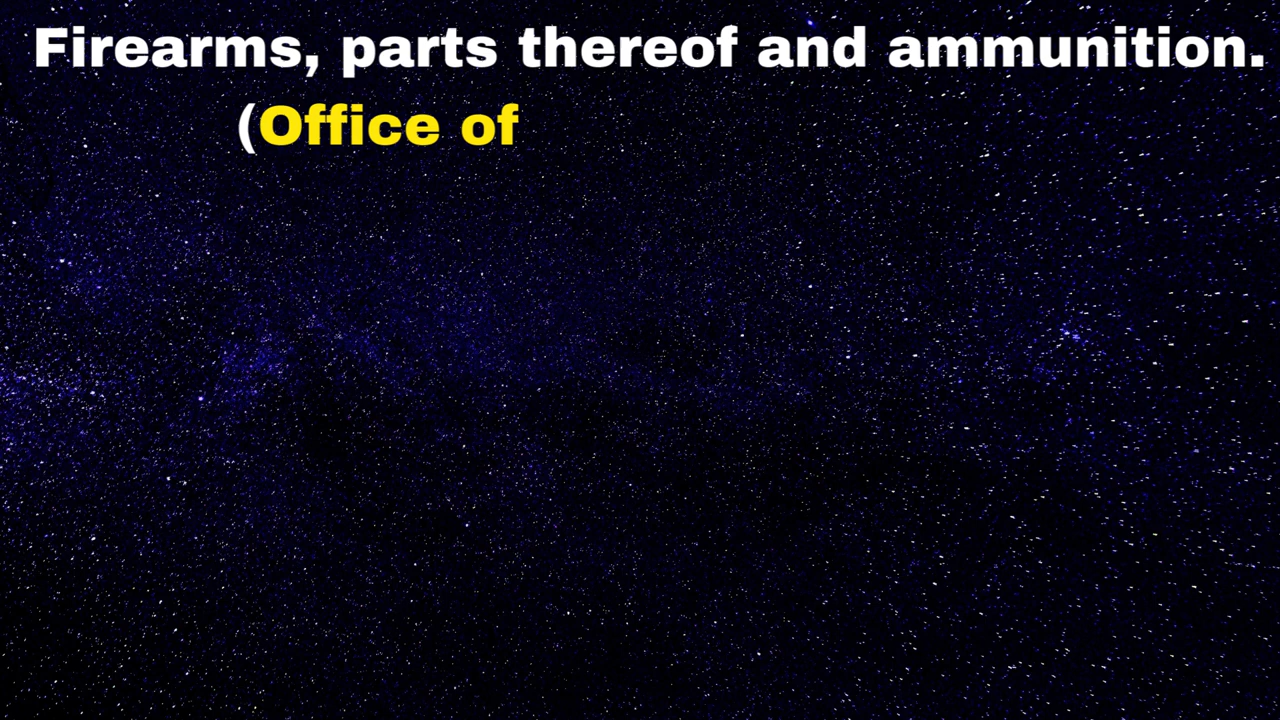 Firearms, parts thereof and ammunition.
(Office of